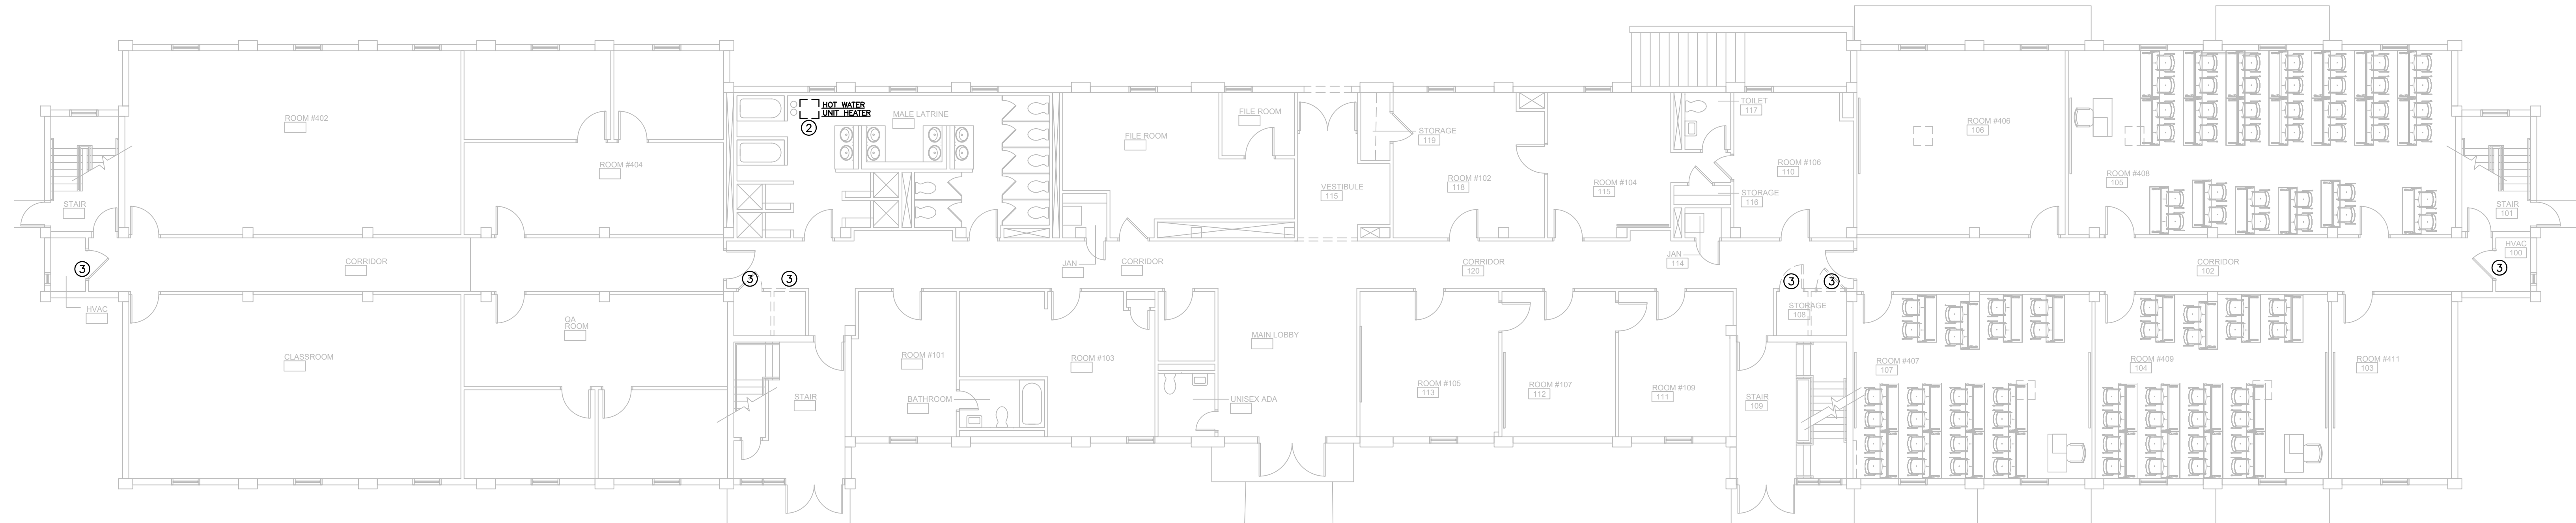 HOT WATER
UNIT HEATER
2
MALE LATRINE
FILE ROOM
FILE ROOM
ROOM #402
ROOM #404
STAIR
3
HVAC
CORRIDOR
3
3
CLASSROOM
QA
ROOM
STAIR
JAN
CORRIDOR
ROOM #101
BATHROOM
ROOM #103
UNISEX ADA
MAIN LOBBY
VESTIBULE
115
STORAGE
119
ROOM #102
118
ROOM #104
115
TOILET
117
ROOM #106
110
STORAGE
116
JAN
114
CORRIDOR
120
ROOM #105
113
ROOM #107
112
ROOM #109
111
STAIR
109
3
3
STORAGE
108
ROOM #406
106
ROOM #408
105
STAIR
101
HVAC
100
3
CORRIDOR
102
ROOM #407
107
ROOM #409
104
ROOM #411
103